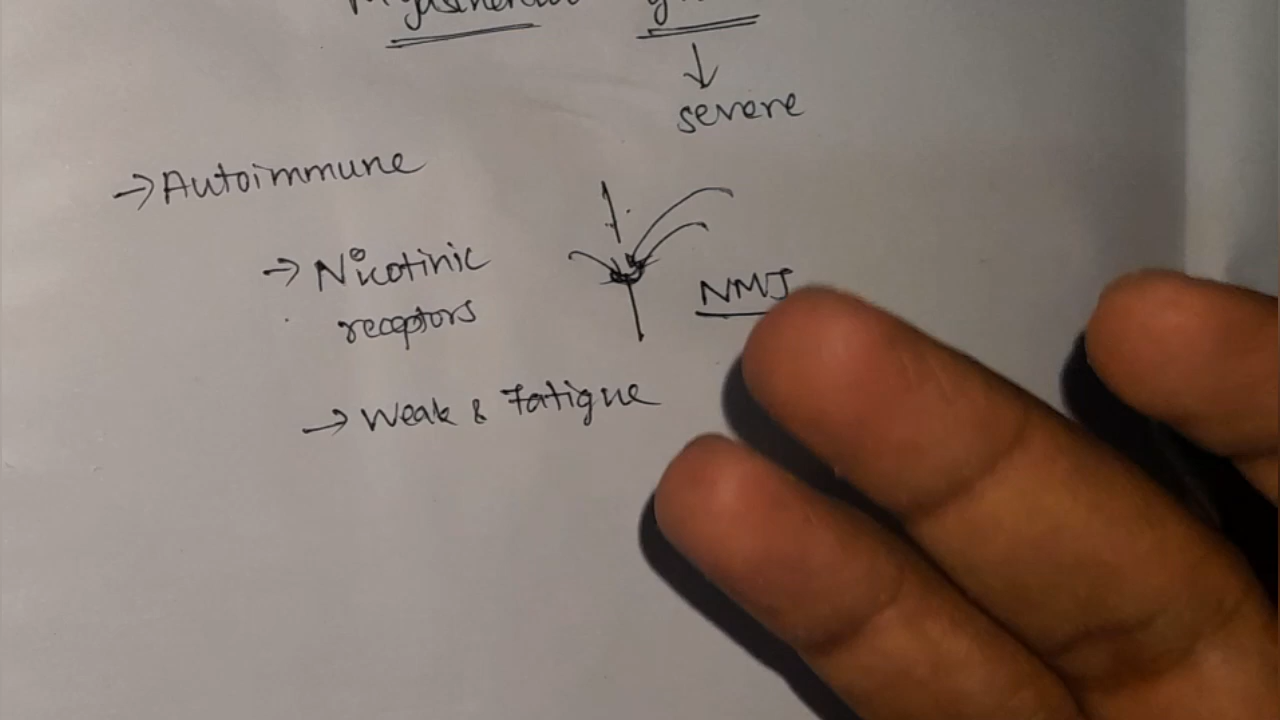 severe
→ Autoimmune
→ Nicotinic
receptors
NMJ
→ Weak & Fatigue